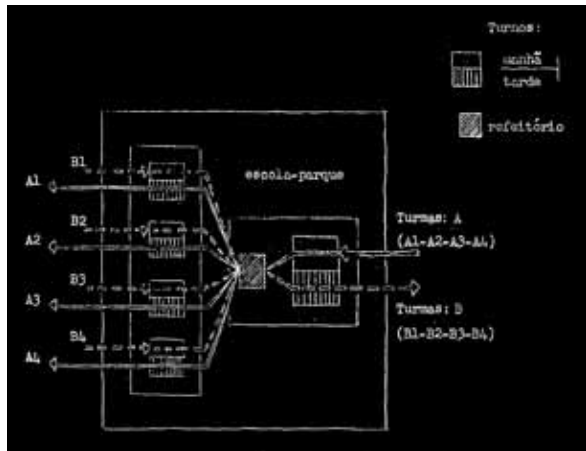 Turnos:
manhã
tarde
refeitório
escola-parque
B1
A1
B2
A2
B3
A3
B4
A4
Turmas: A
(A1-A2-A3-A4)
Turmas: B
(B1-B2-B3-B4)